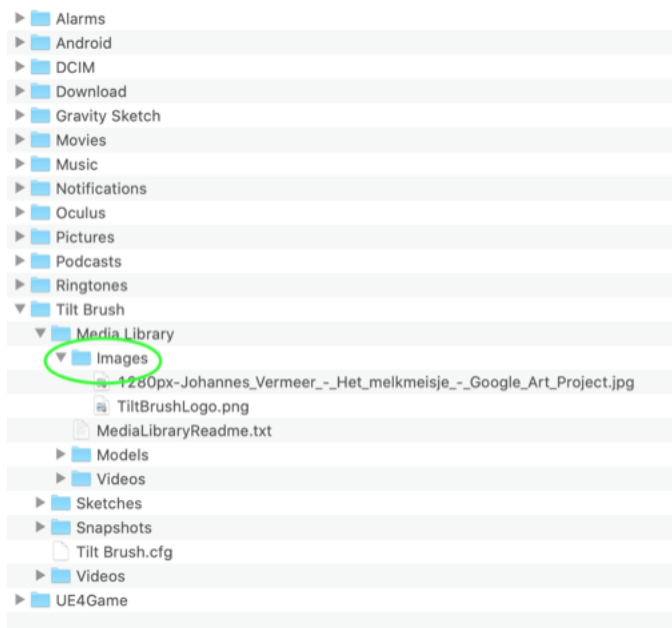 Alarms
Android
DCIM
Download
Gravity Sketch
Movies
Music
Notifications
Oculus
Pictures
Podcasts
Ringtones
Tilt Brush
Media Library
Images
1280px-Johannes_Vermeer_-_Het_melkmeisje_-_Google_Art_Project.jpg
TiltBrushLogo.png
MediaLibraryReadme.txt
Models
Videos
Sketches
Snapshots
Tilt Brush.cfg
Videos
UE4Game